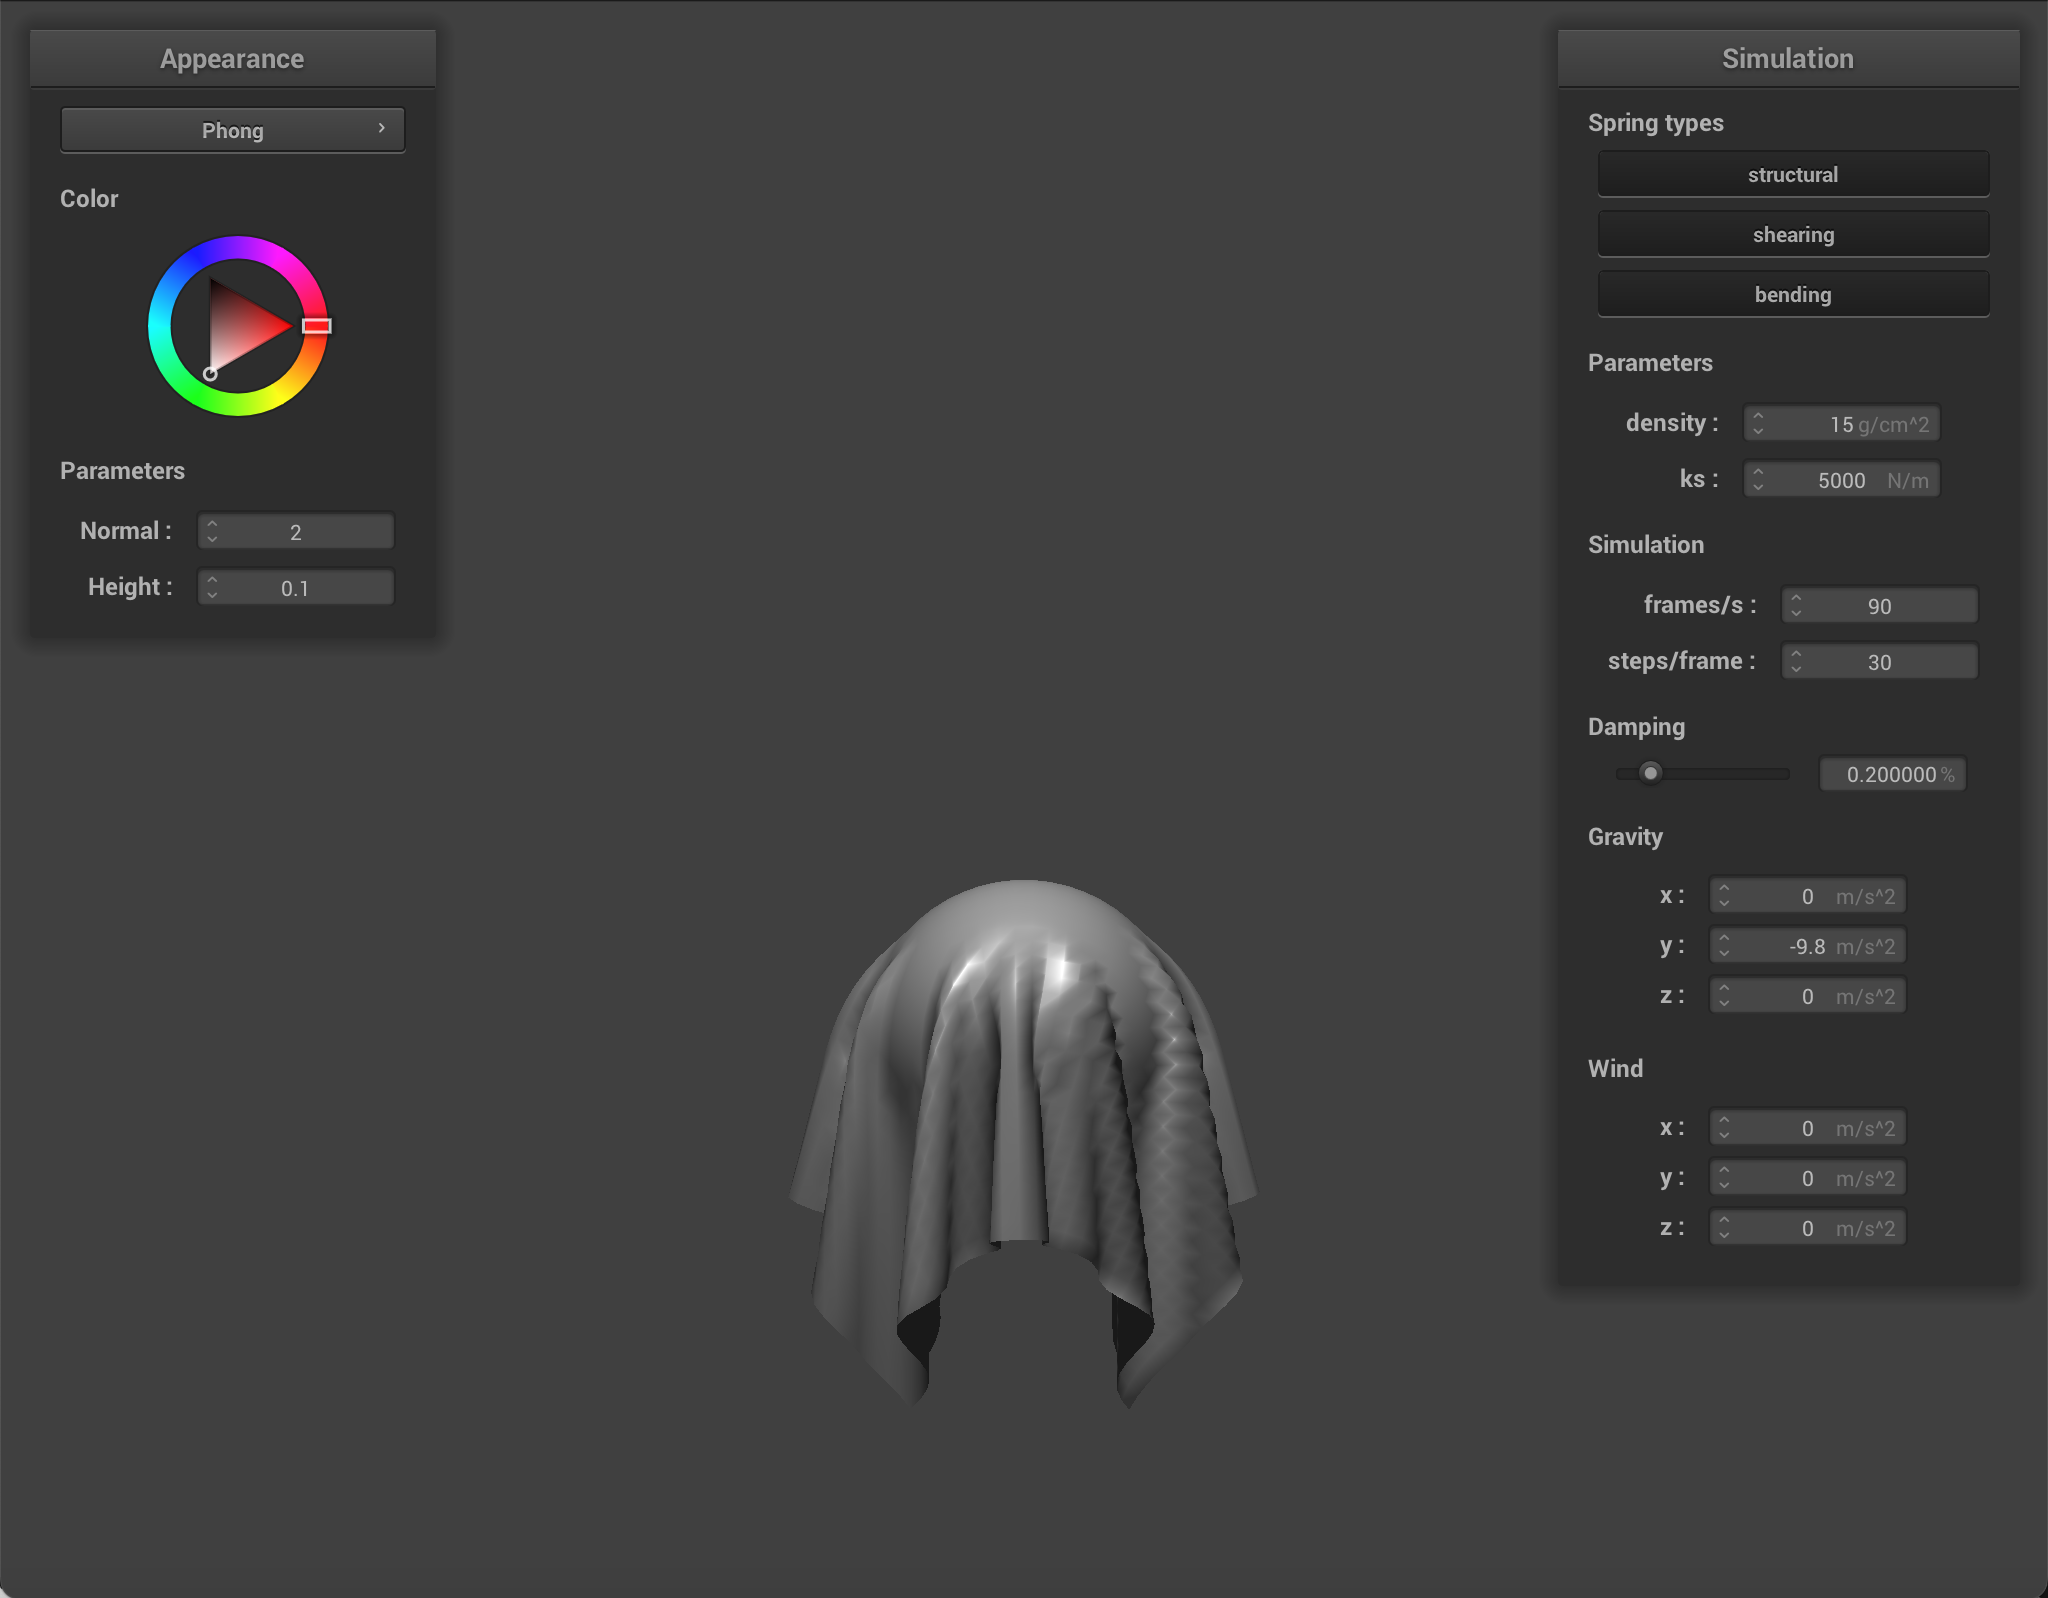 Appearance
Phong
Color
Parameters
Normal : 2
Height : 0.1
Simulation
Spring types
structural
shearing
bending
Parameters
density : 15 g/cm^2
ks : 5000 N/m
Simulation
frames/s : 90
steps/frame : 30
Damping
0.200000 %
Gravity
x : 0 m/s^2
y : -9.8 m/s^2
z : 0 m/s^2
Wind
x : 0 m/s^2
y : 0 m/s^2
z : 0 m/s^2